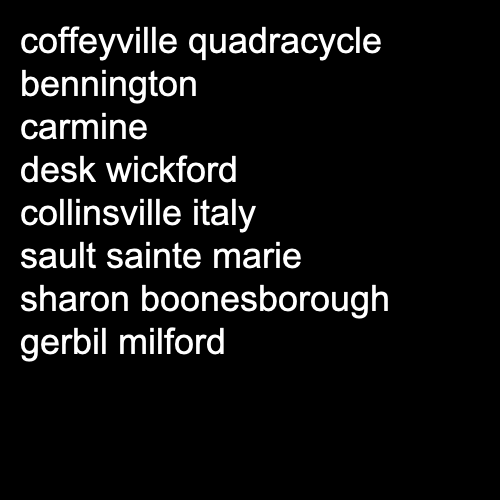 coffeyville quadracycle
bennington
carmine
desk wickford
collinsville italy
sault sainte marie
sharon boonesborough
gerbil milford